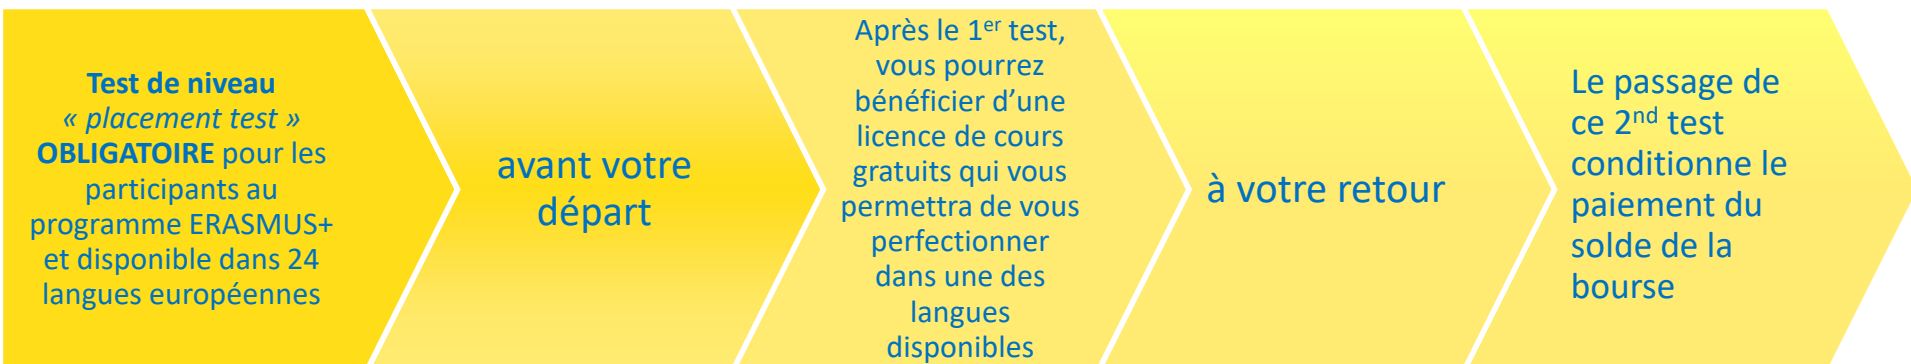 Test de niveau
« placement test »
OBLIGATOIRE pour les
participants au
programme ERASMUS+
et disponible dans 24
langues européennes
avant votre
départ
Après le 1er test,
vous pourrez
bénéficier d’une
licence de cours
gratuits qui vous
permettra de vous
perfectionner
dans une des
langues
disponibles
à votre retour
Le passage de
ce 2nd test
conditionne le
paiement du
solde de la
bourse